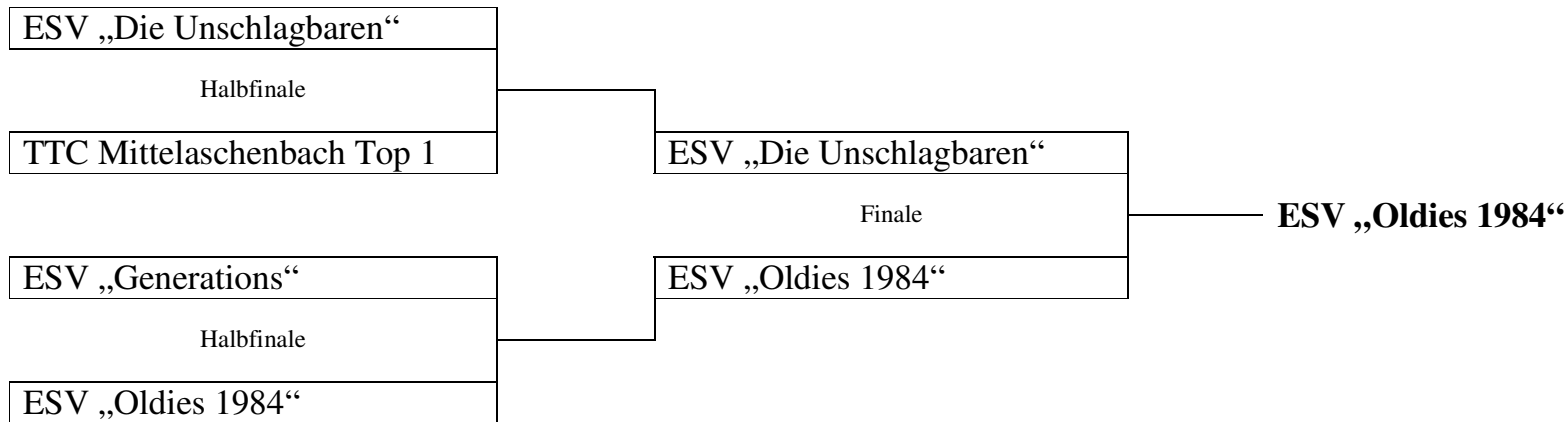 ESV „Die Unschlagbaren“
Halbfinale
TTC Mittelaschenbach Top 1
ESV „Die Unschlagbaren“
Finale
ESV „Oldies 1984“
ESV „Generations“
ESV „Oldies 1984“
Halbfinale
ESV „Oldies 1984“